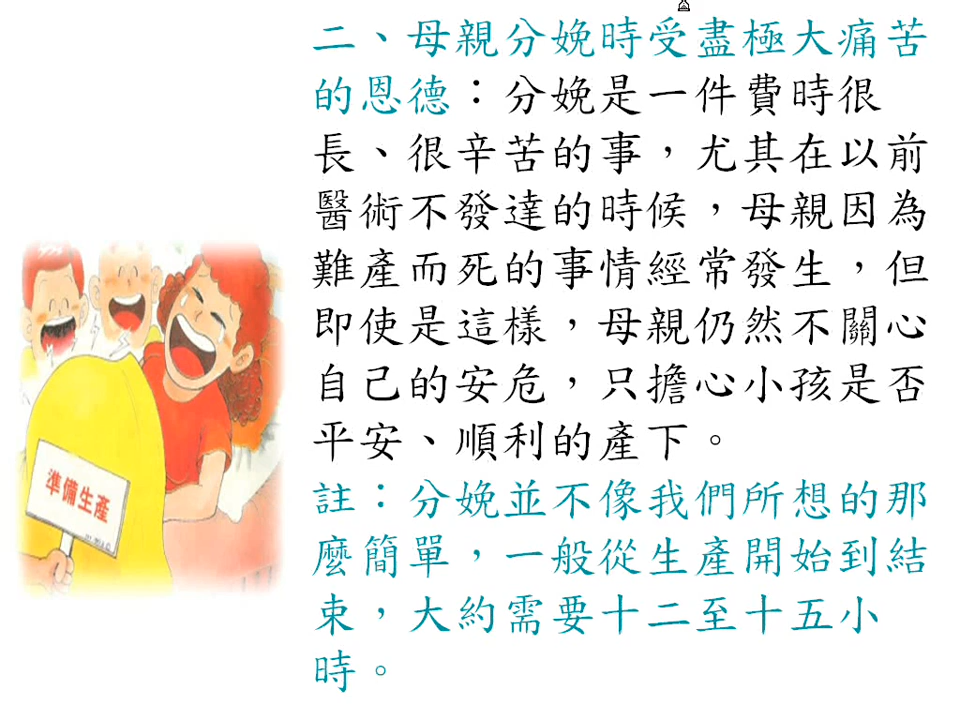 二、母親分娩時受盡極大痛苦
的恩德：分娩是一件費時很
長、很辛苦的事，尤其在以前
醫術不發達的時候，母親因為
難產而死的事情經常發生，但
即使是這樣，母親仍然不關心
自己的安危，只擔心小孩是否
平安、順利的產下。
註：分娩並不像我們所想的那
麼簡單，一般從生產開始到結
束，大約需要十二至十五小
時。
準備生產